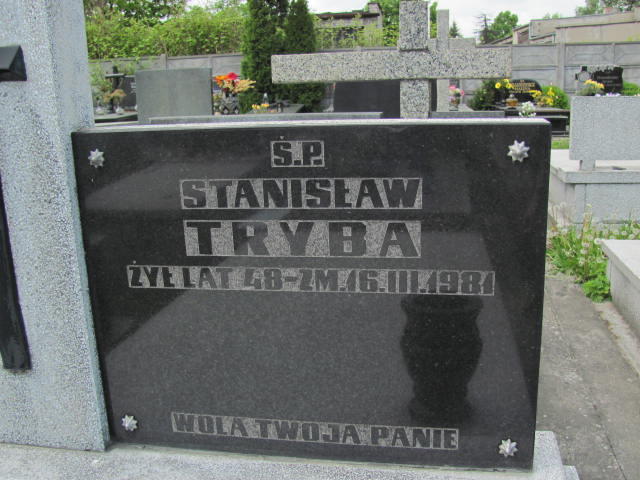 Ś.P.
STANISŁAW
TRYBA
ŻYŁ LAT 48-ZM.16.III.1981
WOLA TWOJA PANIE